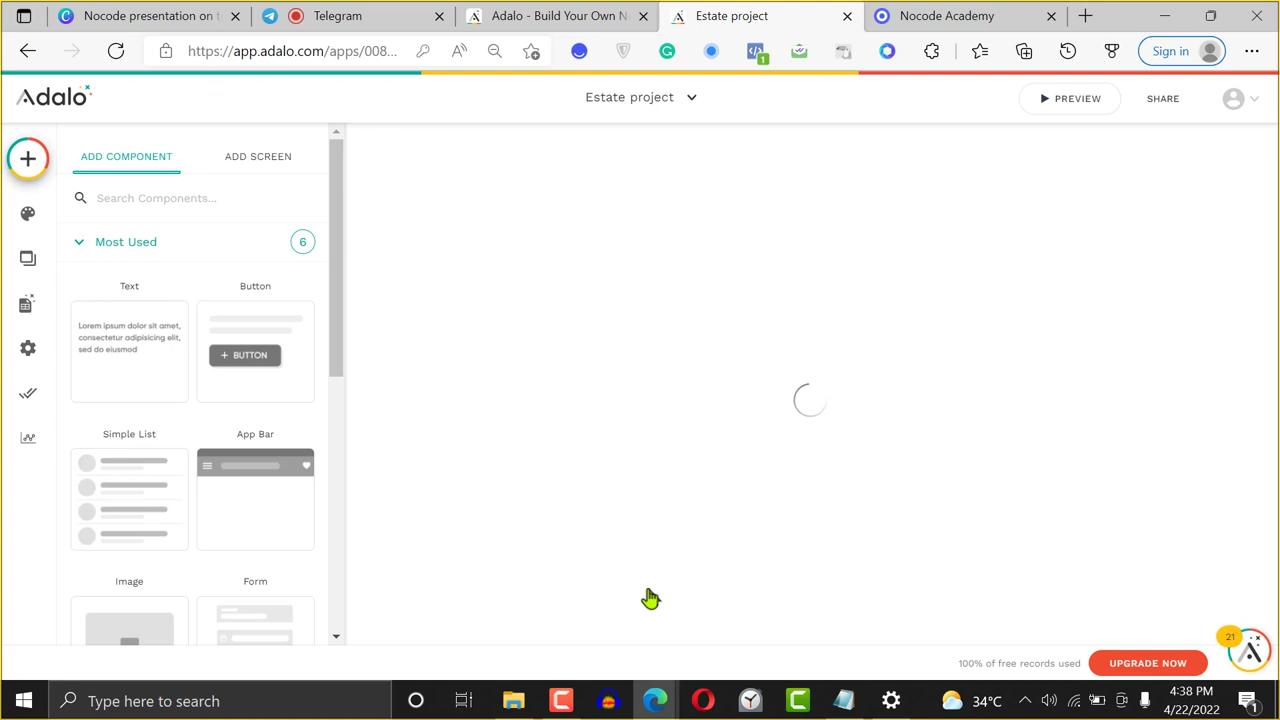 Nocode presentation on t
Telegram
Adalo - Build Your Own N
Estate project
Nocode Academy
https://app.adalo.com/apps/008...
1
Sign in
Adalo
Estate project
PREVIEW
SHARE
ADD COMPONENT
ADD SCREEN
Search Components...
Most Used
6
Text
Button
Lorem ipsum dolor sit amet,
consectetur adipisicing elit,
sed do eiusmod
+ BUTTON
Simple List
App Bar
Image
Form
21
100% of free records used
UPGRADE NOW
Type here to search
34°C
4:38 PM
4/22/2022
1